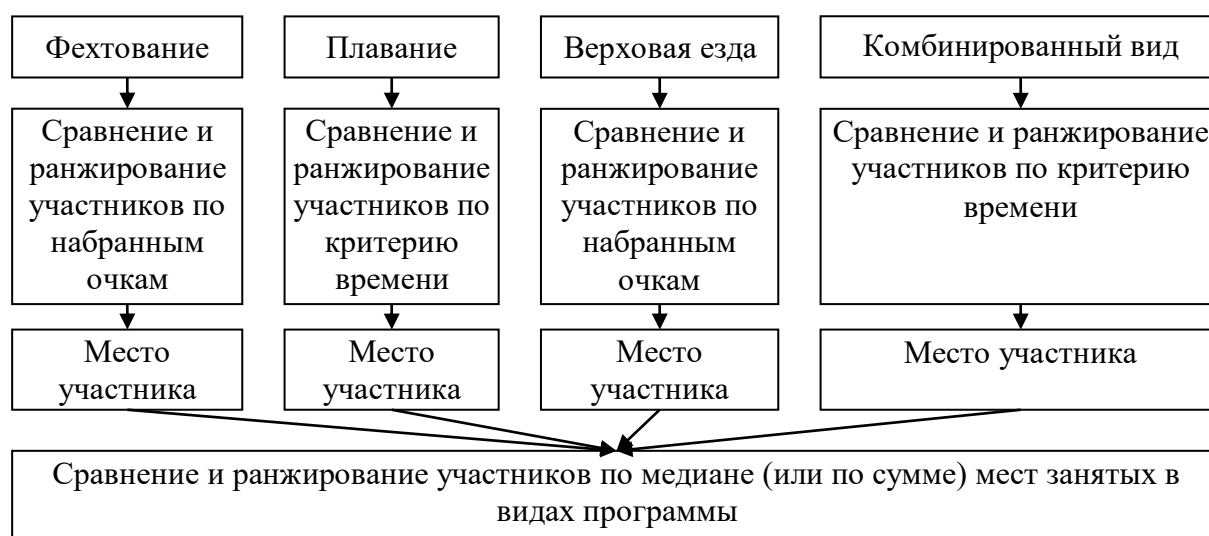 Фехтование
Плавание
Верховая езда
Комбинированный вид
Сравнение и
ранжирование
участников по
набранным
очкам
Сравнение и
ранжирование
участников по
критерию
времени
Сравнение и
ранжирование
участников по
набранным
очкам
Сравнение и ранжирование
участников по критерию
времени
Место
участника
Место
участника
Место
участника
Место участника
Сравнение и ранжирование участников по медиане (или по сумме) мест занятых в
видах программы